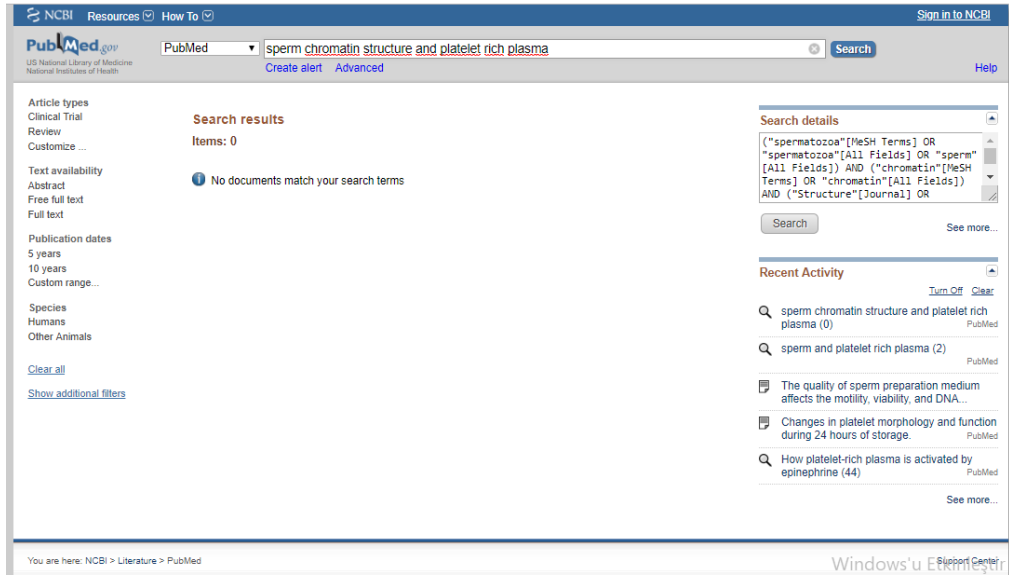 NCBI Resources How To Sign in to NCBI
PubMed.gov
US National Library of Medicine
National Institutes of Health
PubMed sperm chromatin structure and platelet rich plasma Search
Create alert Advanced Help
Article types
Clinical Trial
Review
Customize ...
Text availability
Abstract
Free full text
Full text
Publication dates
5 years
10 years
Custom range...
Species
Humans
Other Animals
Clear all
Show additional filters
Search results
Items: 0
No documents match your search terms
Search details
("spermatozoa"[MeSH Terms] OR
"spermatozoa"[All Fields] OR "sperm"
[All Fields]) AND ("chromatin"[MeSH
Terms] OR "chromatin"[All Fields])
AND ("Structure"[Journal] OR
Search
See more...
Recent Activity
Turn Off Clear
sperm chromatin structure and platelet rich
plasma (0) PubMed
sperm and platelet rich plasma (2)
PubMed
The quality of sperm preparation medium
affects the motility, viability, and DNA...
Changes in platelet morphology and function
during 24 hours of storage. PubMed
How platelet-rich plasma is activated by
epinephrine (44) PubMed
See more...
You are here: NCBI > Literature > PubMed Support Center
Windows'u Etkinleştir